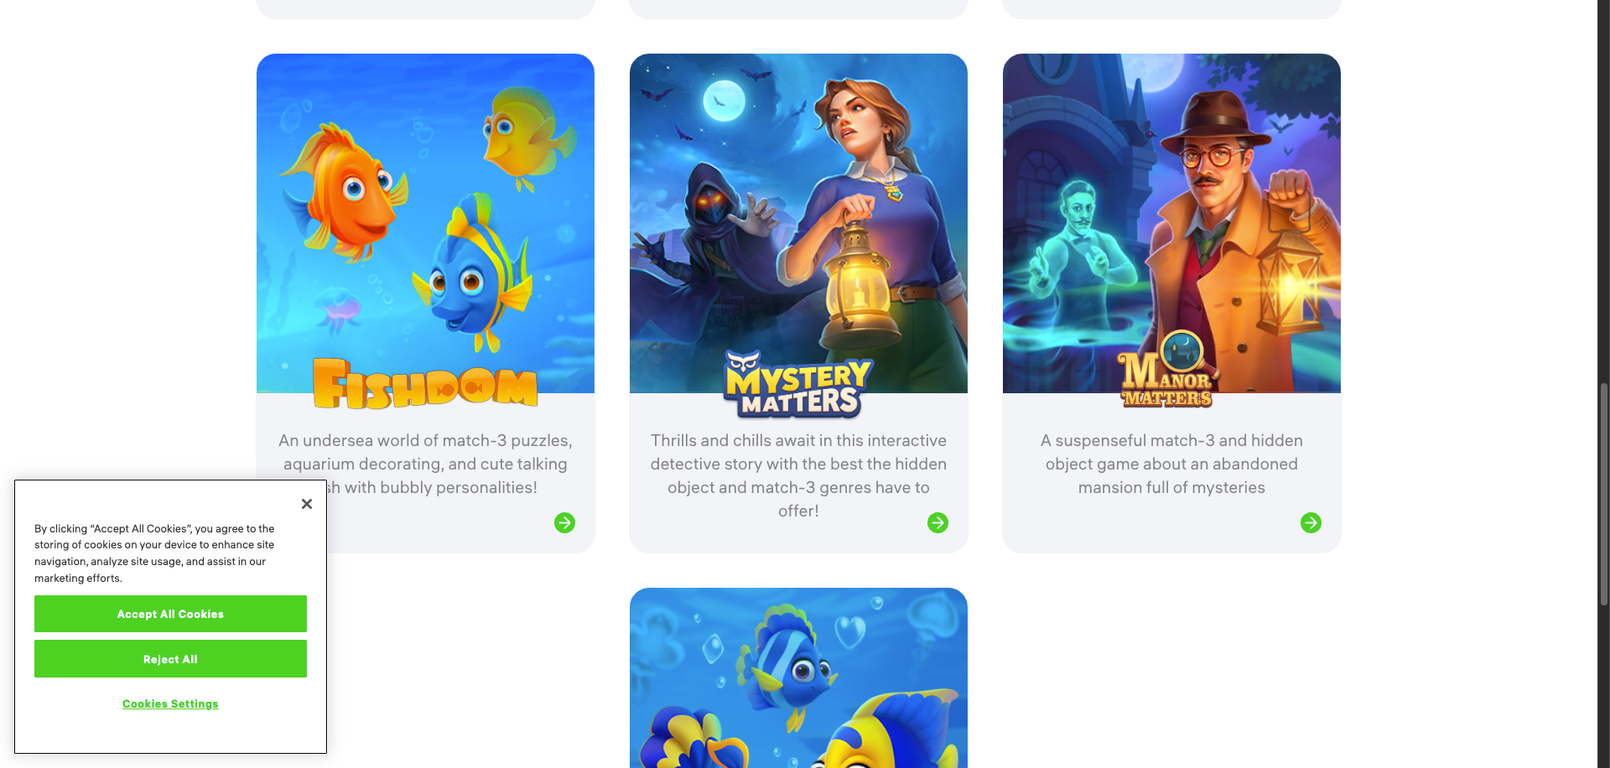 FISHDOM
An undersea world of match-3 puzzles,
aquarium decorating, and cute talking
sh with bubbly personalities!
MYSTERY
MATTERS
Thrills and chills await in this interactive
detective story with the best the hidden
object and match-3 genres have to
offer!
MANOR
MATTERS
A suspenseful match-3 and hidden
object game about an abandoned
mansion full of mysteries
By clicking “Accept All Cookies”, you agree to the
storing of cookies on your device to enhance site
navigation, analyze site usage, and assist in our
marketing efforts.
Accept All Cookies
Reject All
Cookies Settings